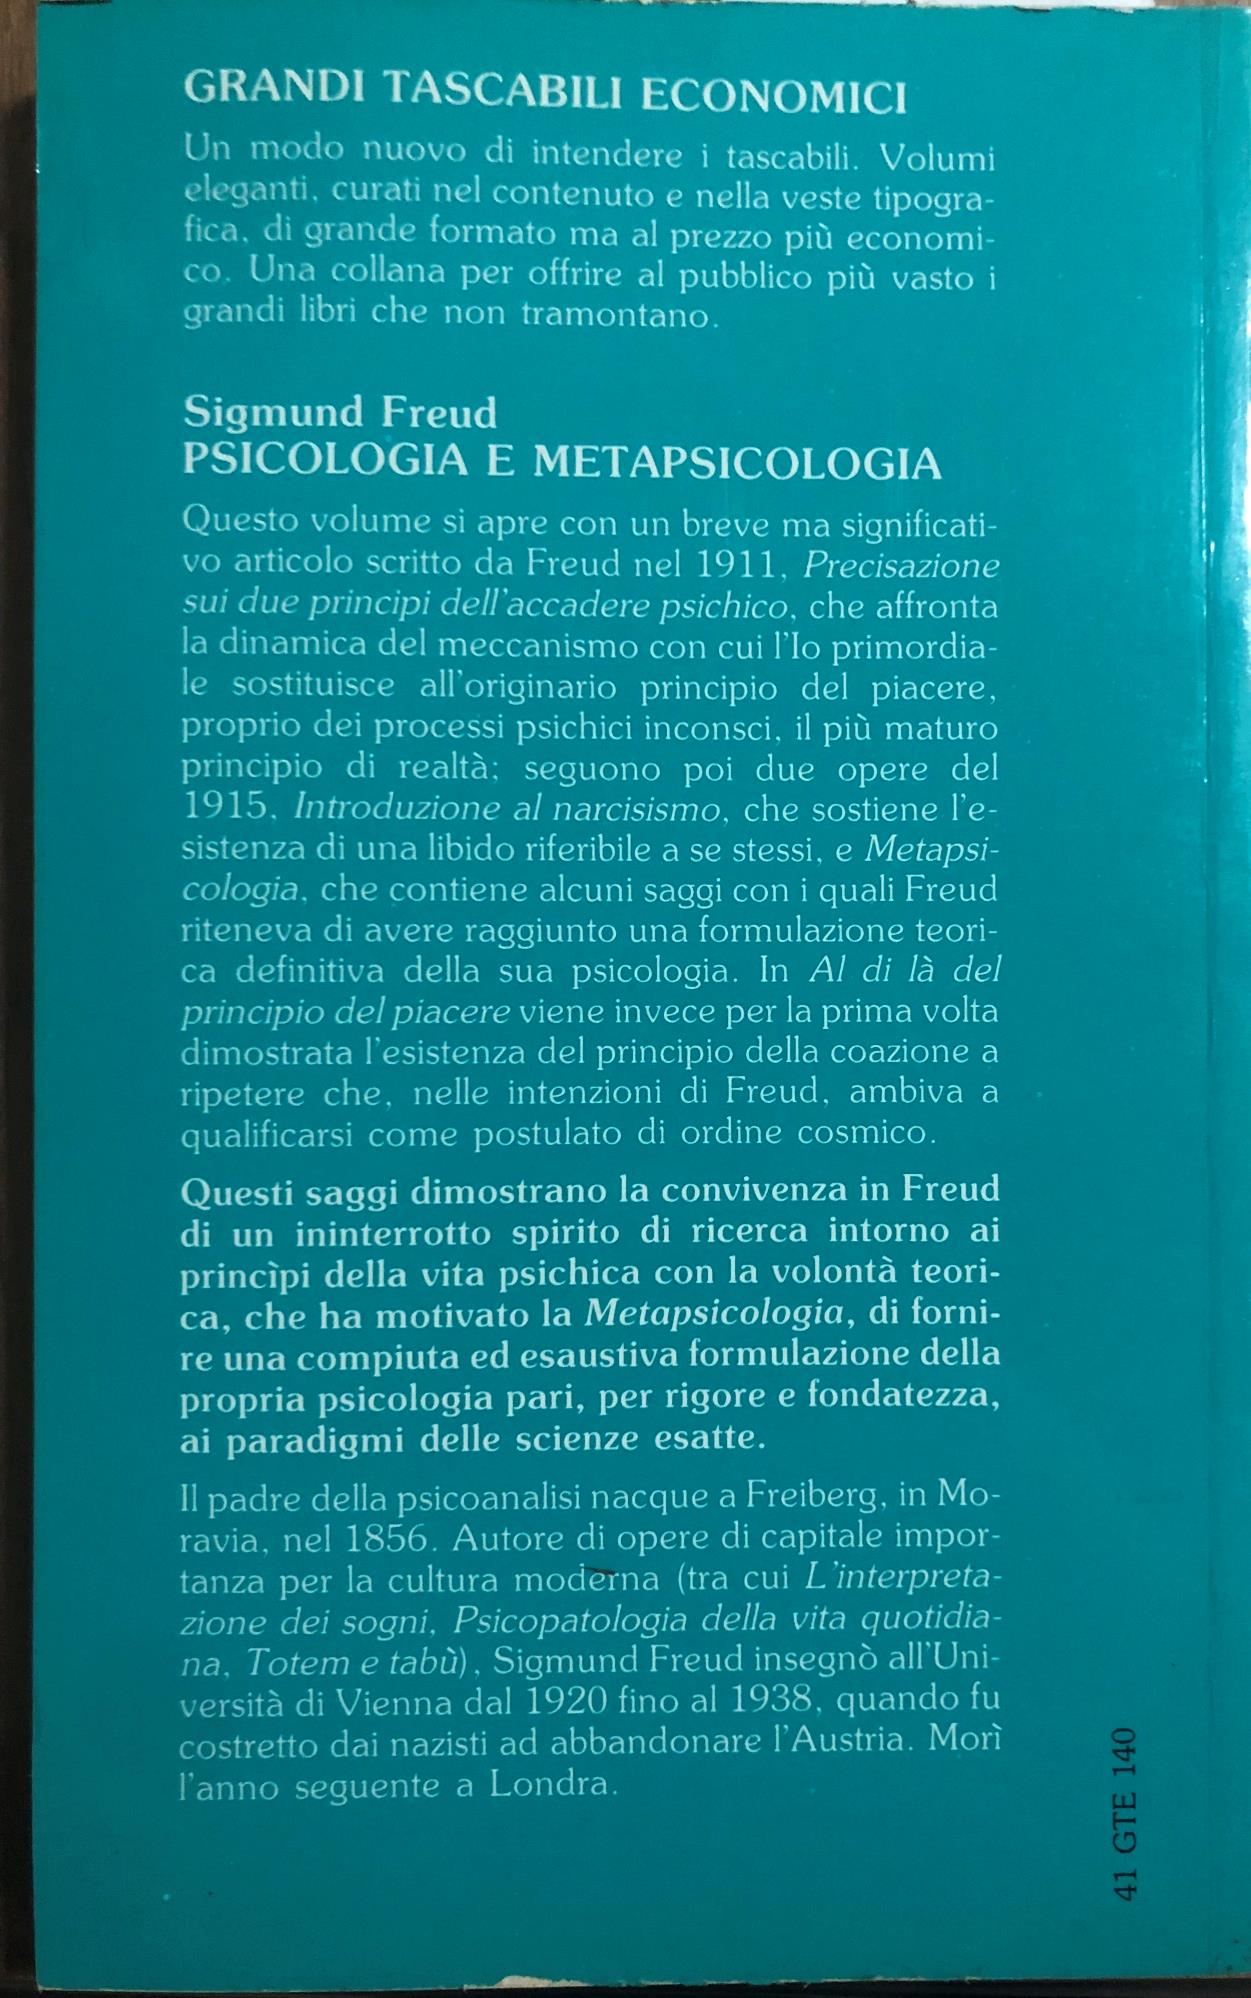 GRANDI TASCABILI ECONOMICI
Un modo nuovo di intendere i tascabili. Volumi
eleganti, curati nel contenuto e nella veste tipogra-
fica, di grande formato ma al prezzo più economi-
co. Una collana per offrire al pubblico più vasto i
grandi libri che non tramontano.
Sigmund Freud
PSICOLOGIA E METAPSICOLOGIA
Questo volume si apre con un breve ma significati-
vo articolo scritto da Freud nel 1911, Precisazione
sui due principi dell'accadere psichico, che affronta
la dinamica del meccanismo con cui l'Io primordia-
le sostituisce all'originario principio del piacere,
proprio dei processi psichici inconsci, il più maturo
principio di realtà; seguono poi due opere del
1915, Introduzione al narcisismo, che sostiene l'e-
sistenza di una libido riferibile a se stessi, e Metapsi-
cologia, che contiene alcuni saggi con i quali Freud
riteneva di avere raggiunto una formulazione teori-
ca definitiva della sua psicologia. In Al di là del
principio del piacere viene invece per la prima volta
dimostrata l'esistenza del principio della coazione a
ripetere che, nelle intenzioni di Freud, ambiva a
qualificarsi come postulato di ordine cosmico.
Questi saggi dimostrano la convivenza in Freud
di un ininterrotto spirito di ricerca intorno ai
princìpi della vita psichica con la volontà teori-
ca, che ha motivato la Metapsicologia, di forni-
re una compiuta ed esaustiva formulazione della
propria psicologia pari, per rigore e fondatezza,
ai paradigmi delle scienze esatte.
Il padre della psicoanalisi nacque a Freiberg, in Mo-
ravia, nel 1856. Autore di opere di capitale impor-
tanza per la cultura moderna (tra cui L'interpreta-
zione dei sogni, Psicopatologia della vita quotidia-
na, Totem e tabù), Sigmund Freud insegnò all'Uni-
versità di Vienna dal 1920 fino al 1938, quando fu
costretto dai nazisti ad abbandonare l'Austria. Morì
l'anno seguente a Londra.
41 GTE 140